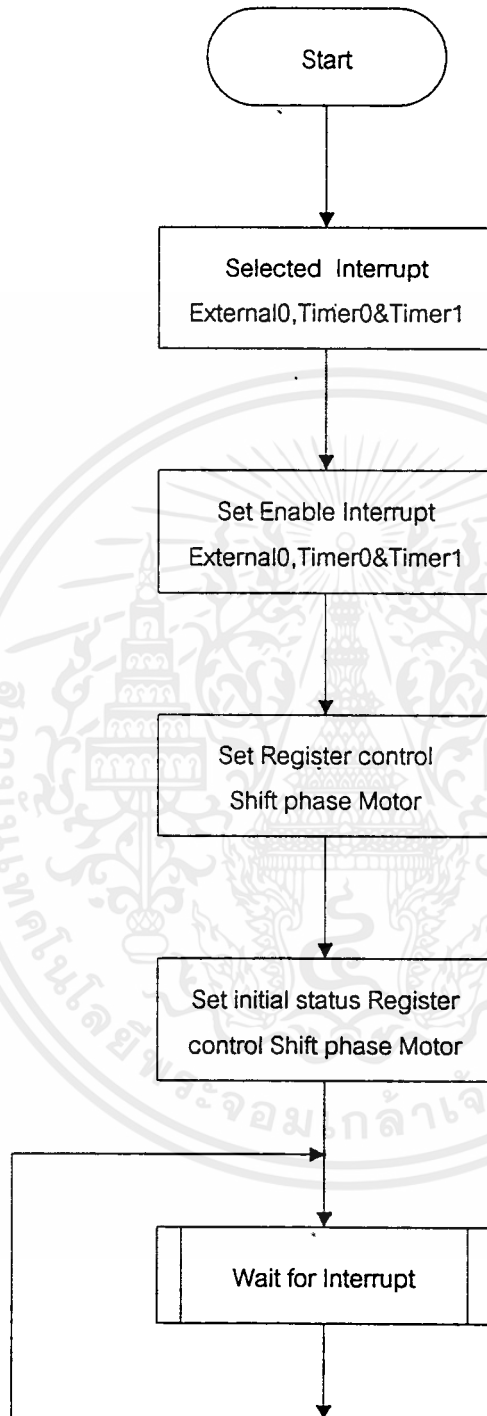 Start
Selected Interrupt
External0,Timer0&Timer1
Set Enable Interrupt
External0,Timer0&Timer1
Set Register control
Shift phase Motor
Set initial status Register
control Shift phase Motor
Wait for Interrupt